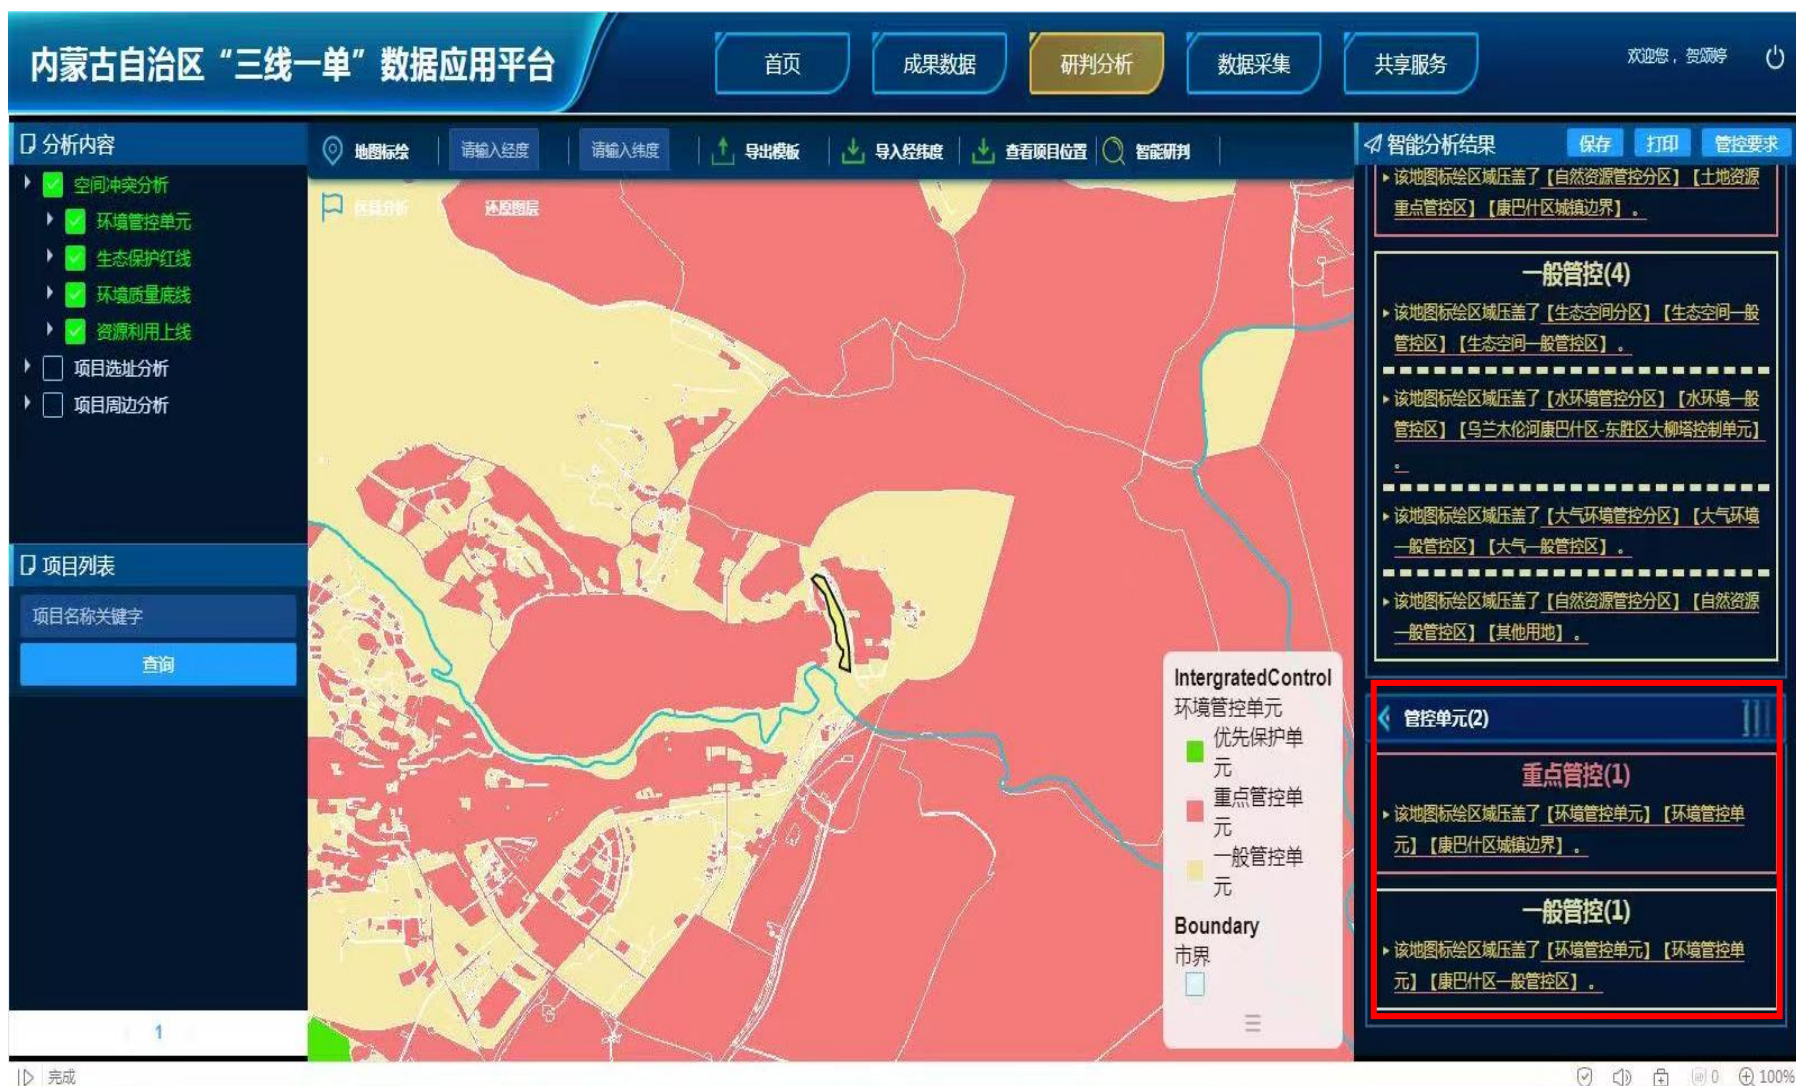 内蒙古自治区“三线一单”数据应用平台
首页
成果数据
研判分析
数据采集
共享服务
欢迎您，贺颂婷
分析内容
空间冲突分析
环境管控单元
生态保护红线
环境质量底线
资源利用上线
项目选址分析
项目周边分析
项目列表
项目名称关键字
查询
1
地图标绘
请输入经度
请输入纬度
导出模板
导入经纬度
查看项目位置
智能研判
还原图层
IntergratedControl
环境管控单元
优先保护单
元
重点管控单
元
一般管控单
元
Boundary
市界
智能分析结果
保存
打印
管控要求
该地图标绘区域压盖了【自然资源管控分区】【土地资源
重点管控区】【康巴什区城镇边界】。
一般管控(4)
该地图标绘区域压盖了【生态空间分区】【生态空间一般
管控区】【生态空间一般管控区】。
该地图标绘区域压盖了【水环境管控分区】【水环境一般
管控区】【乌兰木伦河康巴什区-东胜区大柳塔控制单元】
。
该地图标绘区域压盖了【大气环境管控分区】【大气环境
一般管控区】【大气一般管控区】。
该地图标绘区域压盖了【自然资源管控分区】【自然资源
一般管控区】【其他用地】。
管控单元(2)
重点管控(1)
该地图标绘区域压盖了【环境管控单元】【环境管控单
元】【康巴什区城镇边界】。
一般管控(1)
该地图标绘区域压盖了【环境管控单元】【环境管控单
元】【康巴什区一般管控区】。
完成
0
100%